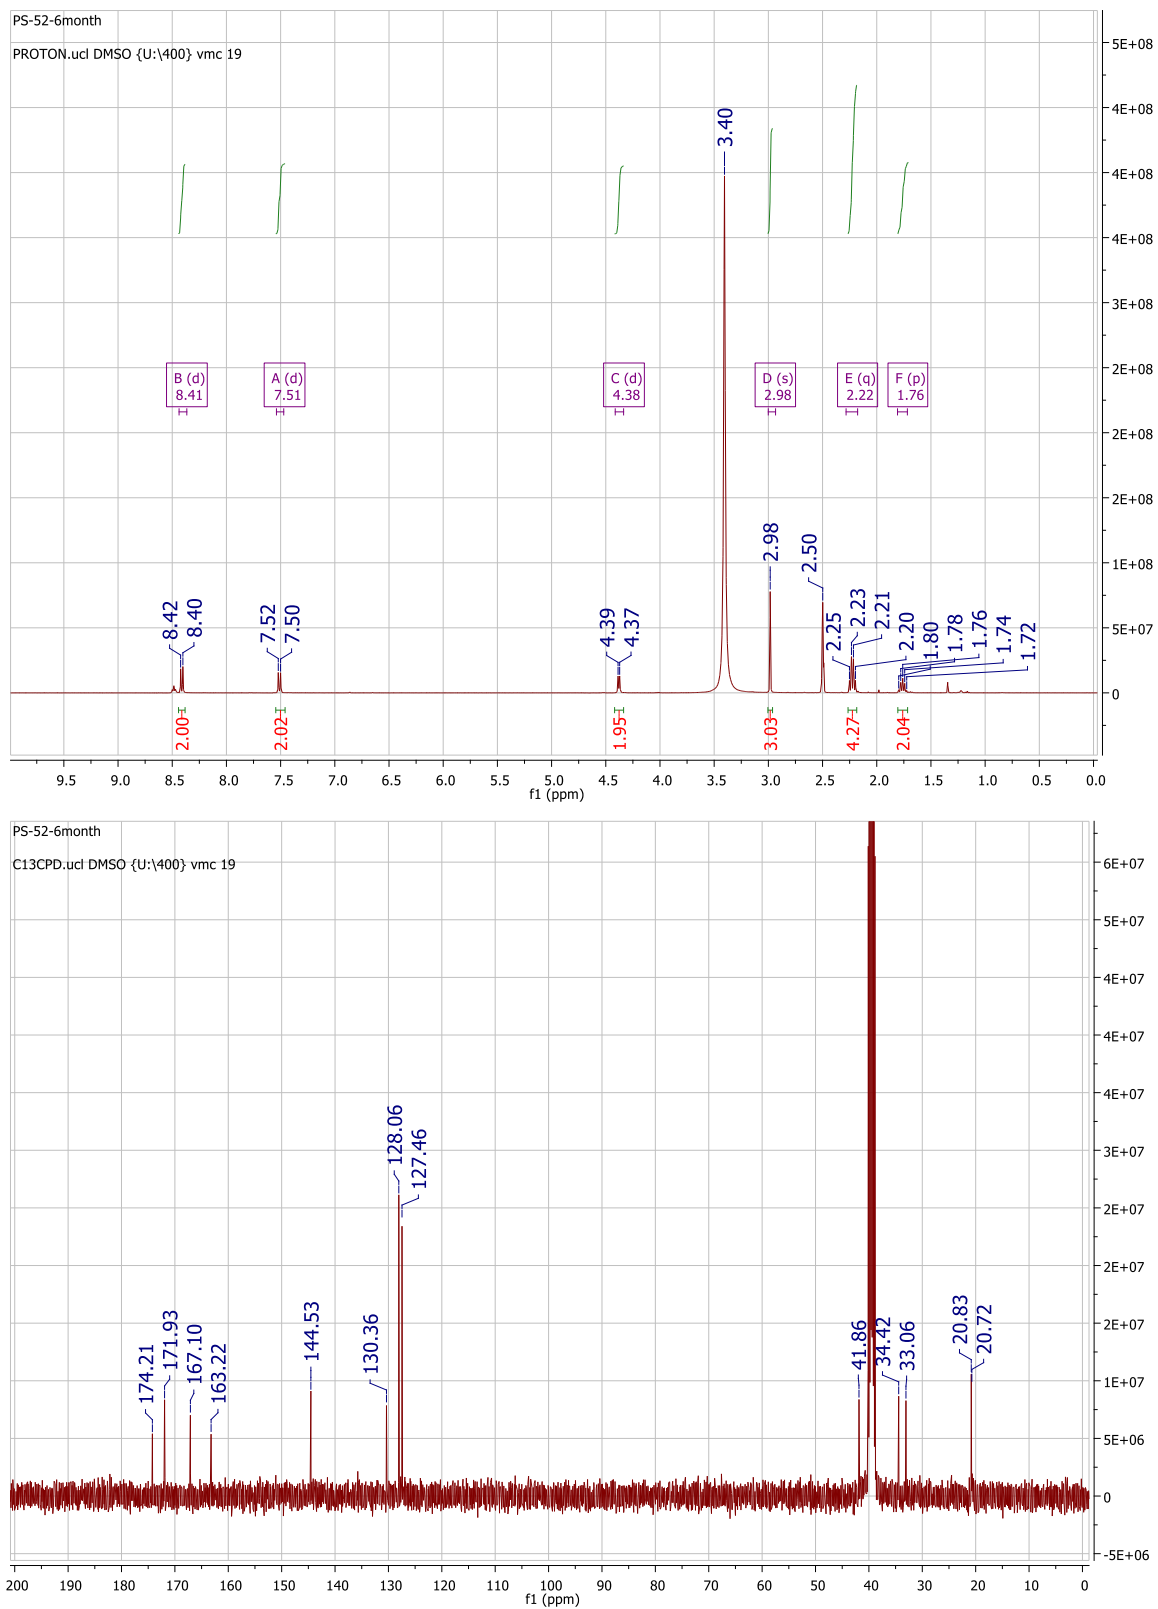 PS-52-6month
PROTON.ucl DMSO {U:\400} vmc 19
5E+08
4E+08
4E+08
4E+08
3E+08
2E+08
2E+08
2E+08
1E+08
5E+07
0
3.40
B (d)
8.41
A (d)
7.51
C (d)
4.38
D (s)
2.98
E (q)
2.22
F (p)
1.76
8.42
8.40
7.52
7.50
4.39
4.37
2.98
2.50
2.25
2.23
2.21
2.20
1.80
1.78
1.76
1.74
1.72
2.00
2.02
1.95
3.03
4.27
2.04
9.5 9.0 8.5 8.0 7.5 7.0 6.5 6.0 5.5 5.0 4.5 4.0 3.5 3.0 2.5 2.0 1.5 1.0 0.5 0.0
f1 (ppm)
PS-52-6month
C13CPD.ucl DMSO {U:\400} vmc 19
6E+07
5E+07
4E+07
4E+07
4E+07
3E+07
2E+07
2E+07
2E+07
1E+07
5E+06
0
-5E+06
174.21
171.93
167.10
163.22
144.53
130.36
128.06
127.46
41.86
34.42
33.06
20.83
20.72
200 190 180 170 160 150 140 130 120 110 100 90 80 70 60 50 40 30 20 10 0
f1 (ppm)